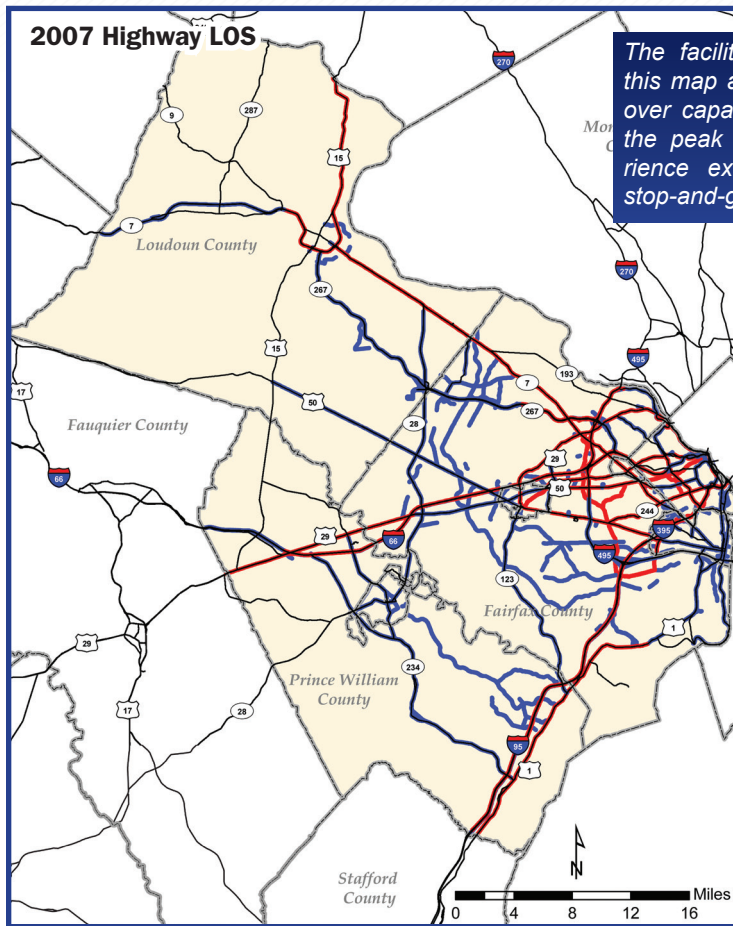 2007 Highway LOS
The facilit
this map a
over capa
the peak
rience ex
stop-and-g
270
9
287
15
Mon
7
Loudoun County
267
270
15
495
193
17
50
7
Fauquier County
28
267
66
29
50
244
29
395
66
495
123
Fairfax County
1
29
234
Prince William
County
17
28
95
1
N
Stafford
County
Miles
0 4 8 12 16